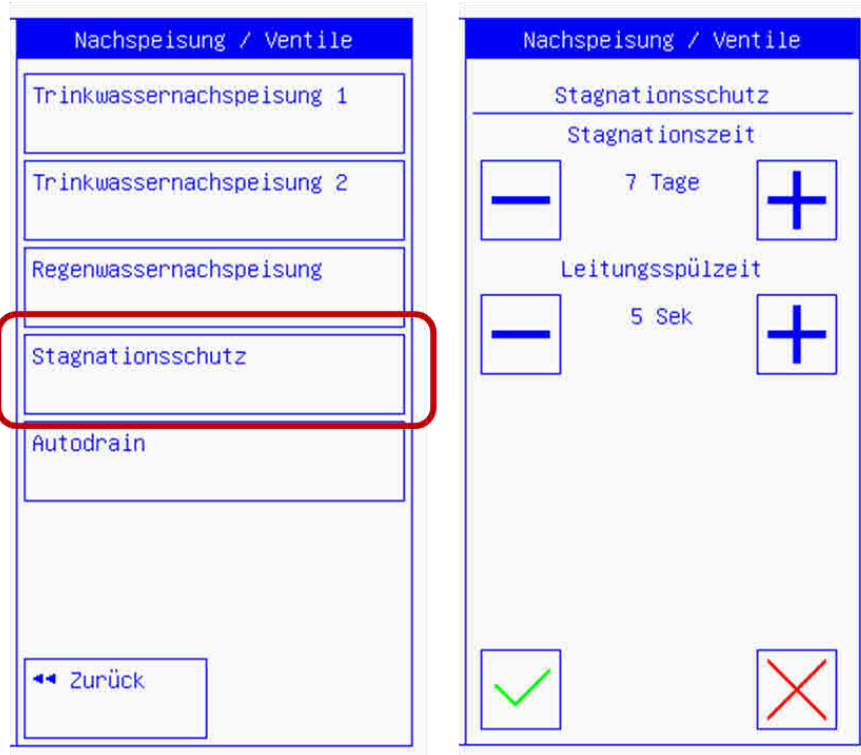 Nachspeisung / Ventile
Trinkwassernachspeisung 1
Trinkwassernachspeisung 2
Regenwassernachspeisung
Stagnationsschutz
Autodrain
◄◄ Zurück
Nachspeisung / Ventile
Stagnationsschutz
Stagnationszeit
7 Tage
Leitungsspülzeit
5 Sek